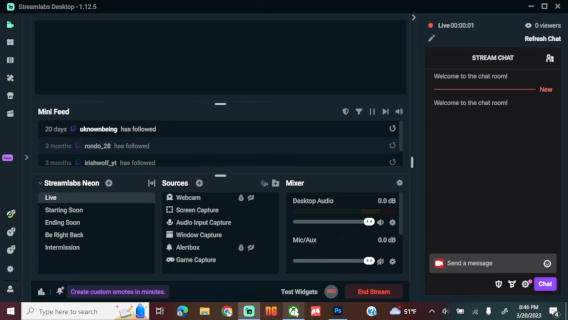 Streamlabs Desktop - 1.12.5
Live 00:00:01
0 viewers
Refresh Chat
STREAM CHAT
Welcome to the chat room!
New
Welcome to the chat room!
Mini Feed
20 days uknownbeing has followed
3 months rondo_28 has followed
3 months irishwolf_yt has followed
Streamlabs Neon
Sources
Mixer
Live
Starting Soon
Ending Soon
Be Right Back
Intermission
Webcam
Screen Capture
Audio Input Capture
Window Capture
Alertbox
Game Capture
Desktop Audio 0.0 dB
Mic/Aux 0.0 dB
Send a message
Chat
Create custom emotes in minutes.
Test Widgets
REC
End Stream
Type here to search
51°F
8:46 PM
3/20/2023